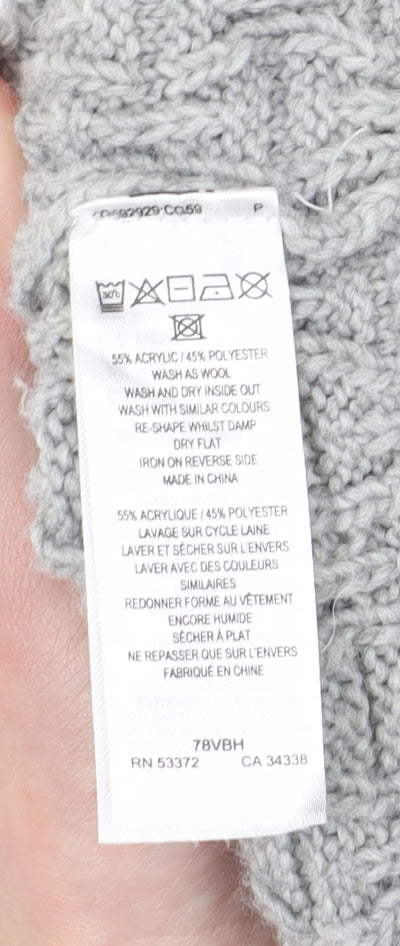 P
30°C
55% ACRYLIC / 45% POLYESTER
WASH AS WOOL
WASH AND DRY INSIDE OUT
WASH WITH SIMILAR COLOURS
RE-SHAPE WHILST DAMP
DRY FLAT
IRON ON REVERSE SIDE
MADE IN CHINA
55% ACRYLIQUE / 45% POLYESTER
LAVAGE SUR CYCLE LAINE
LAVER ET SÉCHER SUR L'ENVERS
LAVER AVEC DES COULEURS
SIMILAIRES
REDONNER FORME AU VÊTEMENT
ENCORE HUMIDE
SÉCHER À PLAT
NE REPASSER QUE SUR L'ENVERS
FABRIQUÉ EN CHINE
78VBH
RN 53372 CA 34338